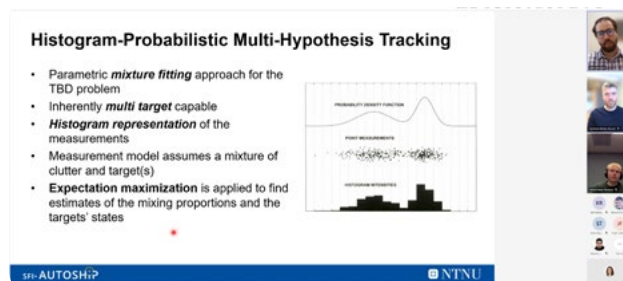 Histogram-Probabilistic Multi-Hypothesis Tracking
• Parametric mixture fitting approach for the
TBD problem
• Inherently multi target capable
• Histogram representation of the
measurements
• Measurement model assumes a mixture of
clutter and target(s)
• Expectation maximization is applied to find
estimates of the mixing proportions and the
targets' states
PROBABILITY DENSITY FUNCTION
POINT MEASUREMENTS
HISTOGRAM INTENSITIES
SFI-AUTOSHIP
NTNU